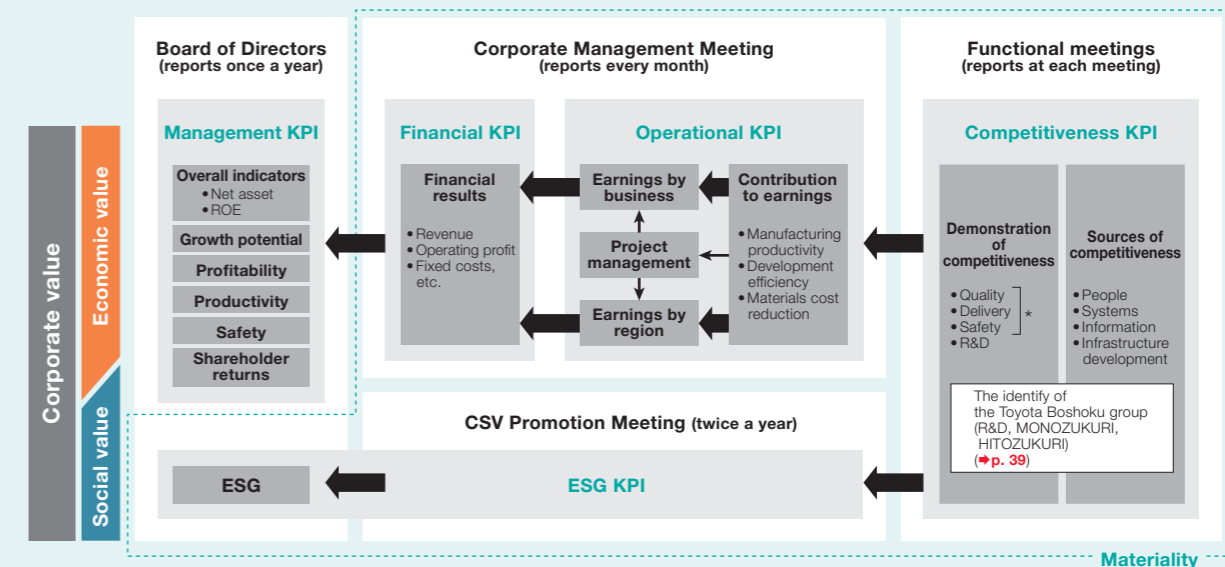 Corporate value
Economic value
Social value
Board of Directors
(reports once a year)
Management KPI
Overall indicators
• Net asset
• ROE
Growth potential
Profitability
Productivity
Safety
Shareholder
returns
ESG
Corporate Management Meeting
(reports every month)
Financial KPI
Financial
results
• Revenue
• Operating profit
• Fixed costs,
etc.
Operational KPI
Earnings by
business
Project
management
Earnings by
region
Contribution
to earnings
• Manufacturing
productivity
• Development
efficiency
• Materials cost
reduction
CSV Promotion Meeting (twice a year)
ESG KPI
Functional meetings
(reports at each meeting)
Competitiveness KPI
Demonstration
of
competitiveness
• Quality
• Delivery
• Safety
• R&D
*
Sources of
competitiveness
• People
• Systems
• Information
• Infrastructure
development
The identify of
the Toyota Boshoku group
(R&D, MONOZUKURI,
HITOZUKURI)
(➡p. 39)
Materiality